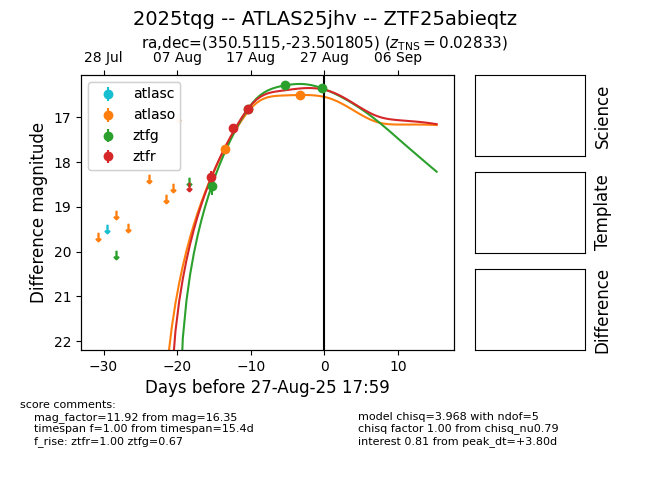 2025tqg -- ATLAS25jhv -- ZTF25abieqtz
ra,dec=(350.5115,-23.501805) (zTNS = 0.02833)
28 Jul 07 Aug 17 Aug 27 Aug 06 Sep
atlasc
atlaso
ztfg
ztfr
17
18
19
20
21
22
Difference magnitude
−30 −20 −10 0 10
Days before 27-Aug-25 17:59
Science
Template
Difference
score comments:
mag_factor=11.92 from mag=16.35
timespan f=1.00 from timespan=15.4d
f_rise: ztfr=1.00 ztfg=0.67
model chisq=3.968 with ndof=5
chisq factor 1.00 from chisq_nu0.79
interest 0.81 from peak_dt=+3.80d